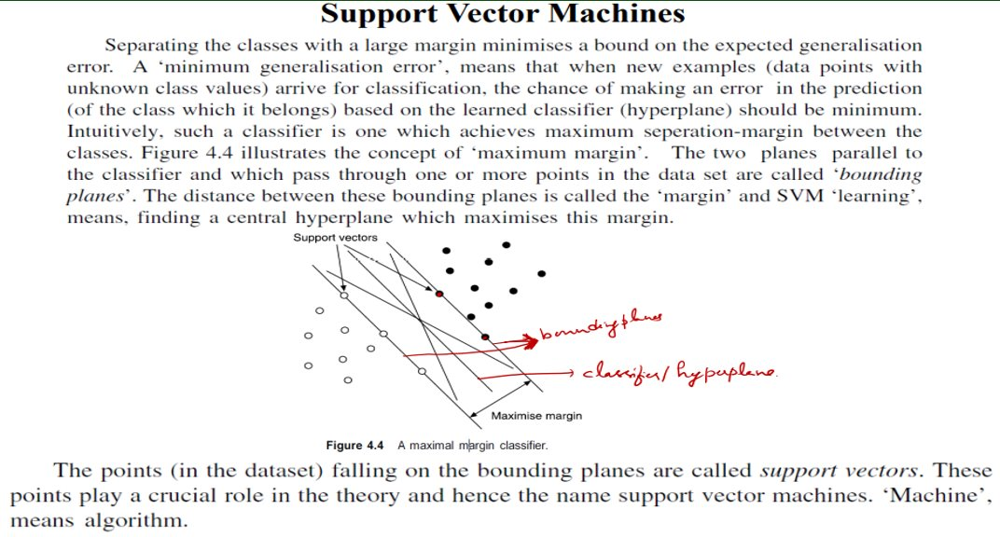 Support Vector Machines
Separating the classes with a large margin minimises a bound on the expected generalisation
error. A ‘minimum generalisation error’, means that when new examples (data points with
unknown class values) arrive for classification, the chance of making an error in the prediction
(of the class which it belongs) based on the learned classifier (hyperplane) should be minimum.
Intuitively, such a classifier is one which achieves maximum seperation-margin between the
classes. Figure 4.4 illustrates the concept of ‘maximum margin’. The two planes parallel to
the classifier and which pass through one or more points in the data set are called ‘bounding
planes’. The distance between these bounding planes is called the ‘margin’ and SVM ‘learning’,
means, finding a central hyperplane which maximises this margin.
Support vectors
bounding planes
classifier/ hyperplane.
Maximise margin
Figure 4.4 A maximal margin classifier.
The points (in the dataset) falling on the bounding planes are called support vectors. These
points play a crucial role in the theory and hence the name support vector machines. ‘Machine’,
means algorithm.